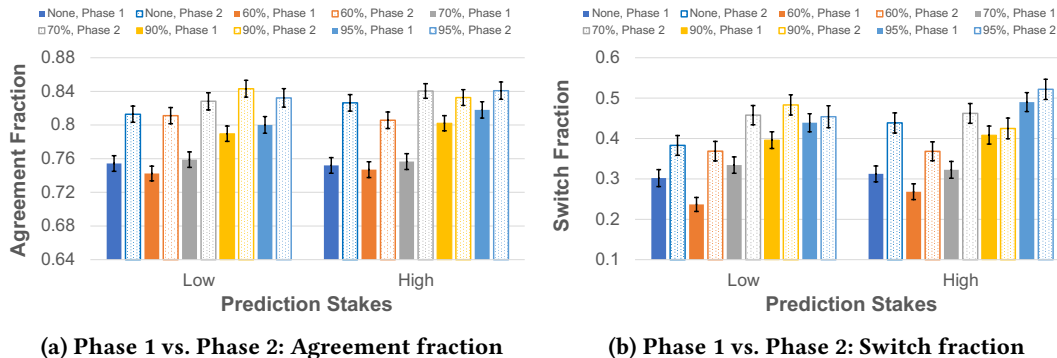 None, Phase 1 None, Phase 2 60%, Phase 1 60%, Phase 2 70%, Phase 1
70%, Phase 2 90%, Phase 1 90%, Phase 2 95%, Phase 1 95%, Phase 2
Agreement Fraction
0.88
0.84
0.8
0.76
0.72
0.68
0.64
Low High
Prediction Stakes
(a) Phase 1 vs. Phase 2: Agreement fraction
None, Phase 1 None, Phase 2 60%, Phase 1 60%, Phase 2 70%, Phase 1
70%, Phase 2 90%, Phase 1 90%, Phase 2 95%, Phase 1 95%, Phase 2
Switch Fraction
0.6
0.5
0.4
0.3
0.2
0.1
Low High
Prediction Stakes
(b) Phase 1 vs. Phase 2: Switch fraction